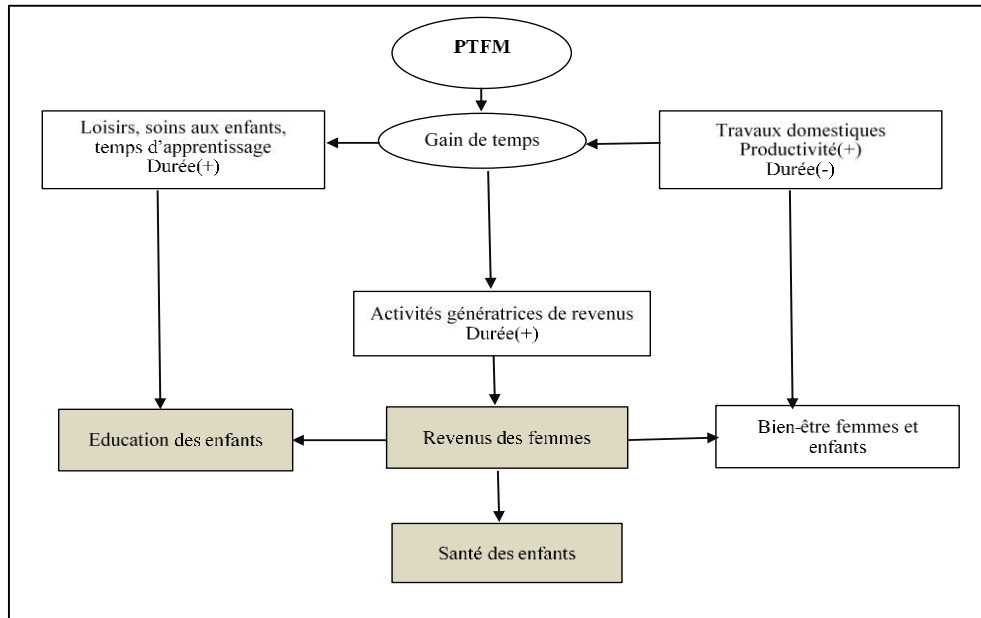 PTFM
Loisirs, soins aux enfants,
temps d'apprentissage
Durée(+)
Gain de temps
Travaux domestiques
Productivité(+)
Durée(-)
Activités génératrices de revenus
Durée(+)
Education des enfants
Revenus des femmes
Bien-être femmes et
enfants
Santé des enfants